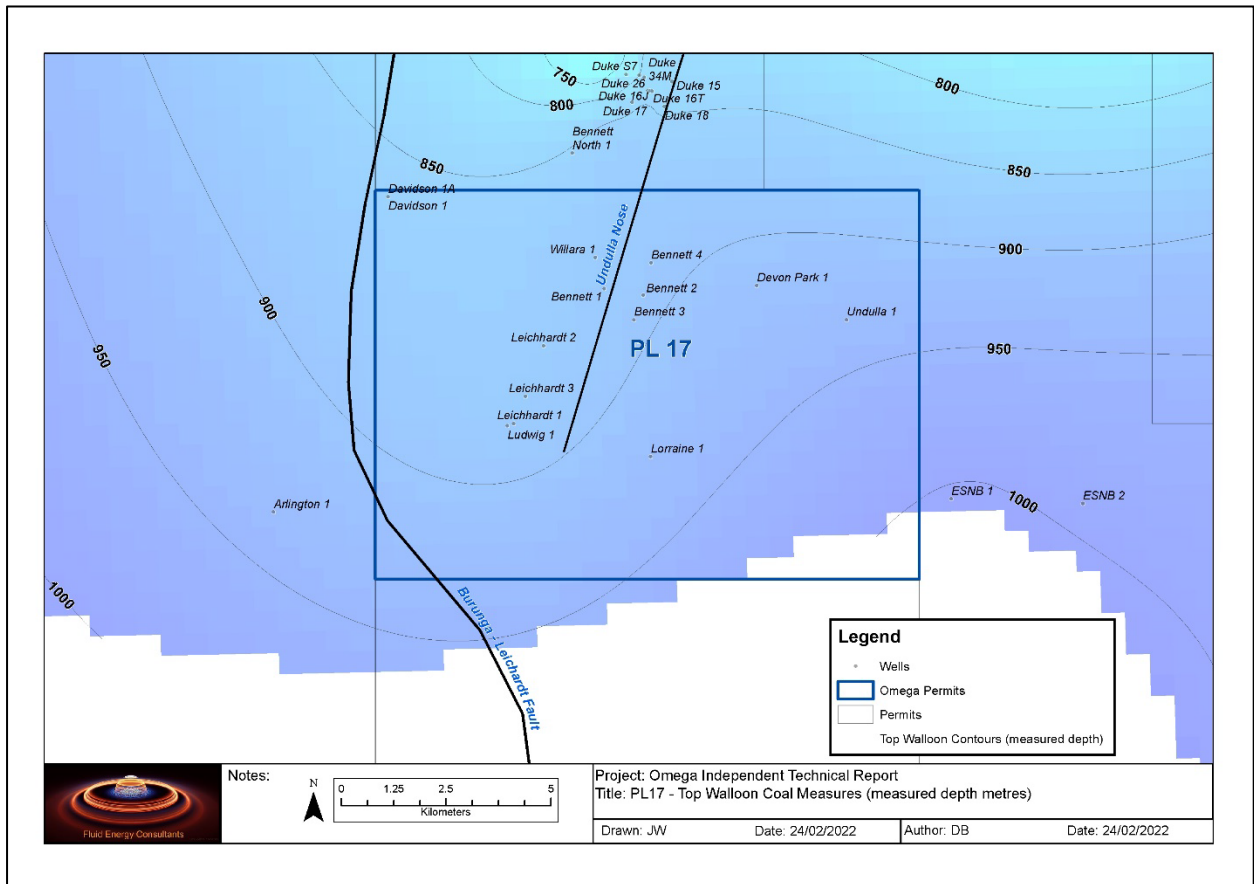 750
Duke S7
Duke
34M
Duke 15
Duke 26
Duke 16J
Duke 16T
800
Duke 17
Duke 18
800
Bennett
North 1
850
850
Davidson 1A
Davidson 1
Undulla Nose
Willara 1
Bennett 4
900
Devon Park 1
Bennett 1
Bennett 2
900
Bennett 3
Undulla 1
Leichhardt 2
PL 17
950
950
Leichhardt 3
Leichhardt 1
Ludwig 1
Lorraine 1
Arlington 1
ESNB 1
1000
ESNB 2
1000
Burunga - Leichardt Fault
Legend
Wells
Omega Permits
Permits
Top Walloon Contours (measured depth)
Fluid Energy Consultants
Notes:
N
0 1.25 2.5 5
Kilometers
Project: Omega Independent Technical Report
Title: PL17 - Top Walloon Coal Measures (measured depth metres)
Drawn: JW Date: 24/02/2022 Author: DB Date: 24/02/2022